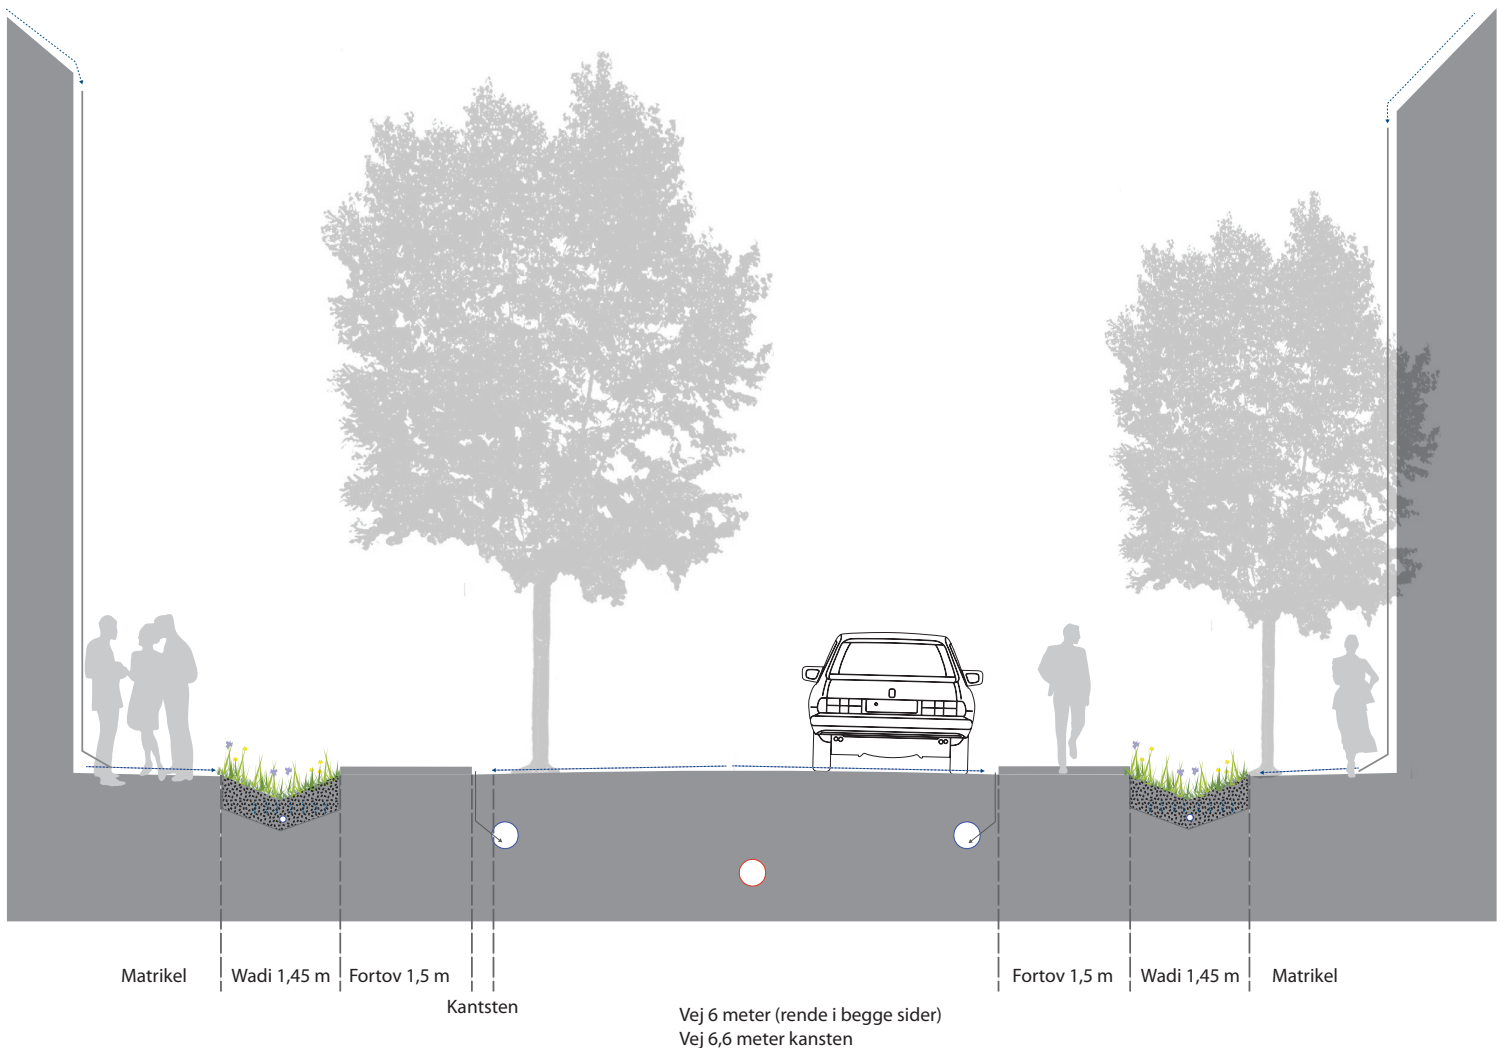 Matrikel
Wadi 1,45 m
Fortov 1,5 m
Kantsten
Fortov 1,5 m
Wadi 1,45 m
Matrikel
Vej 6 meter (rende i begge sider)
Vej 6,6 meter kansten